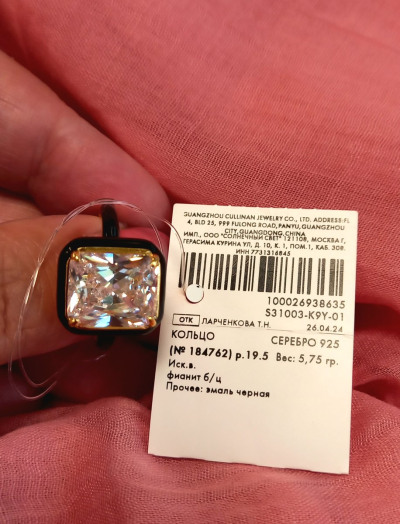 GUANGZHOU CULLINAN JEWELRY CO., LTD. ADDRESS:FL
4, BLD 25, 999 FULONG ROAD,PANYU,GUANGZHOU
CITY,GUANGDONG,CHINA
ИМП., ООО "СОЛНЕЧНЫЙ СВЕТ" 121108, МОСКВА Г,
ГЕРАСИМА КУРИНА УЛ, Д. 10, К. 1, ПОМ.1, КАБ. 309.
ИНН 7731316845
100026938635
S31003-K9Y-01
ОТК ЛАРЧЕНКОВА Т.Н. 26.04.24
КОЛЬЦО СЕРЕБРО 925
(№ 184762) р.19.5 Вес: 5,75 гр.
Иск.в.
фианит б/ц
Прочее: эмаль черная